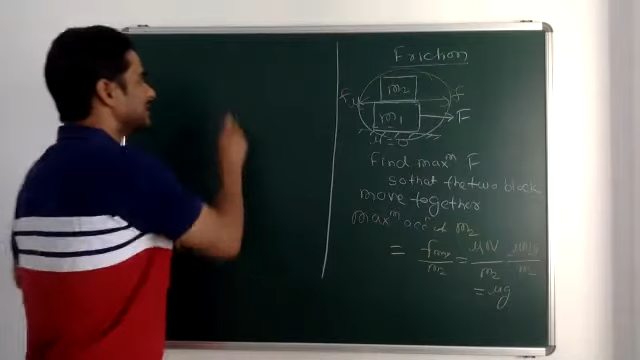 Friction
m₂
f
f
μ
m₁
F
μ=0
Find maxᵐ F
so that the two block
move together
maxᵐ accⁿ of m₂
= fmax/m₂ = μN/m₂ μm₂g/m₂
= μg